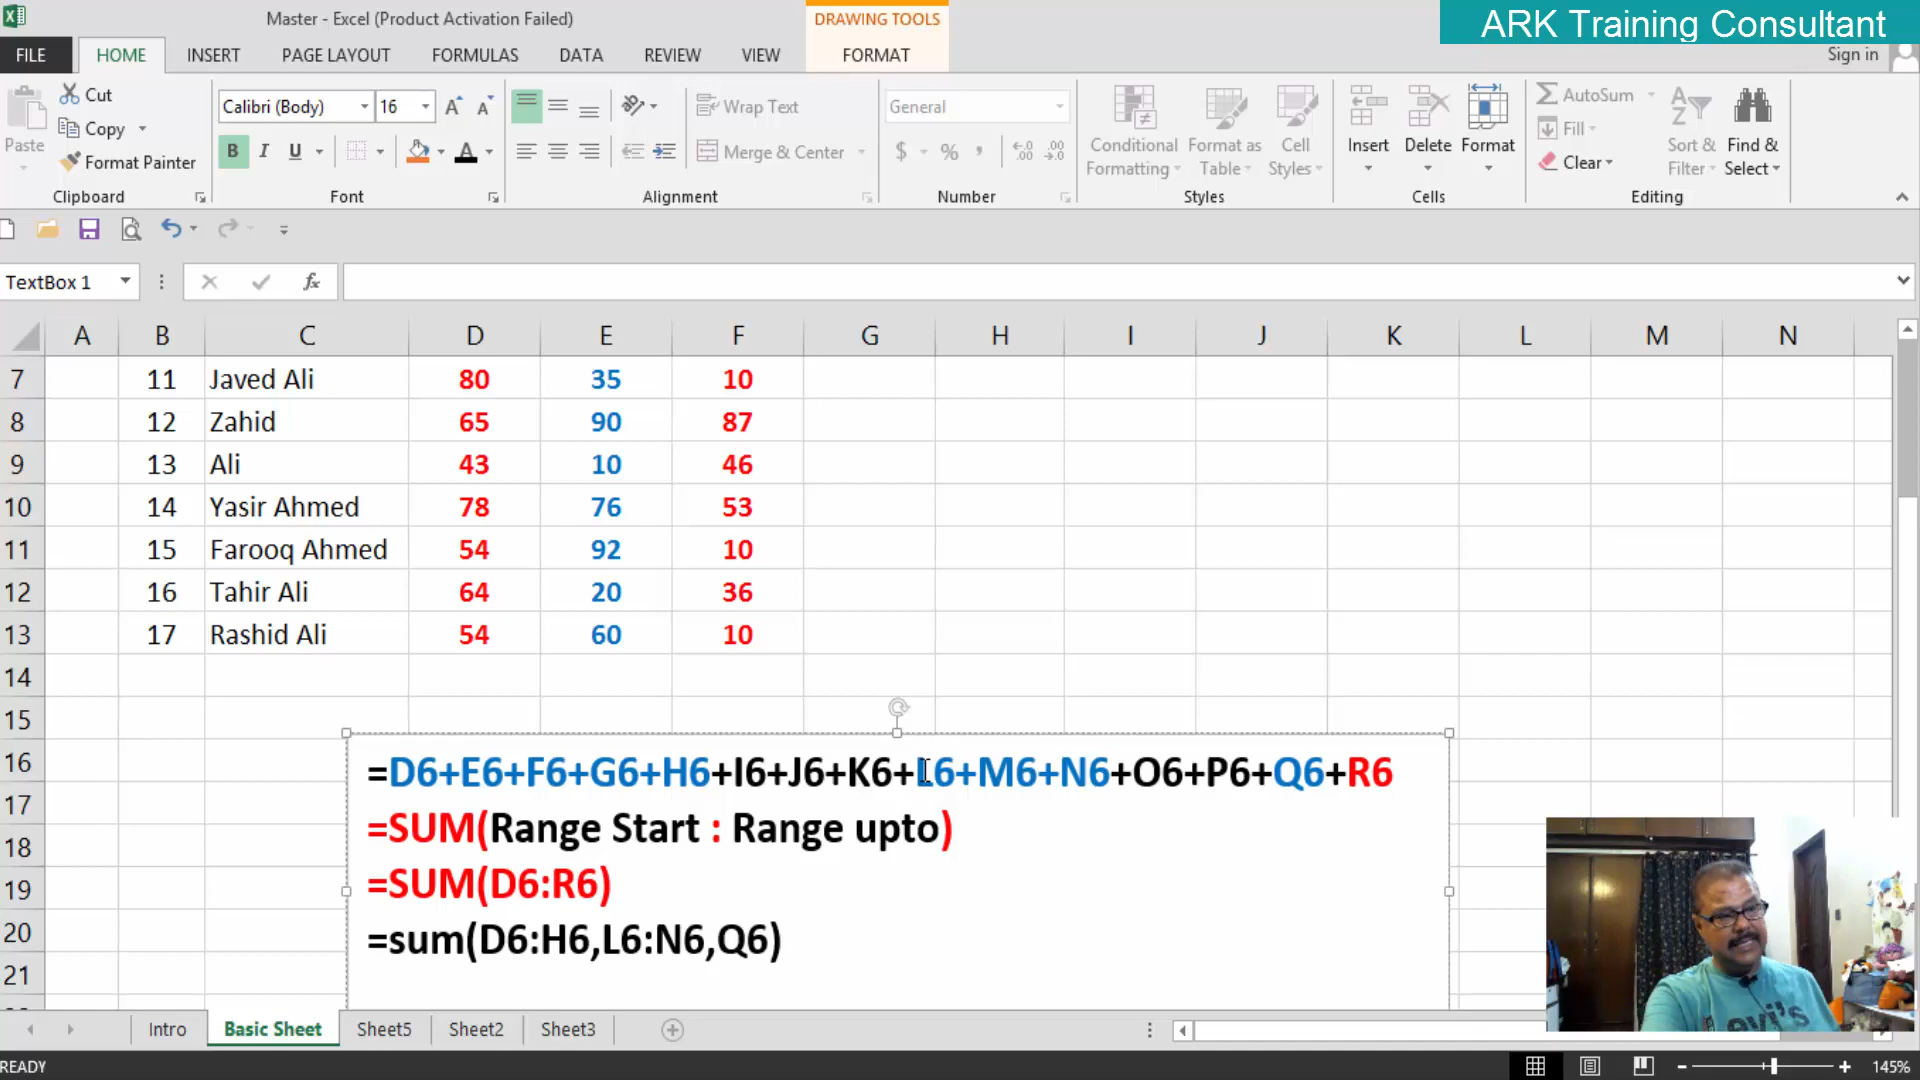 Master - Excel (Product Activation Failed)
DRAWING TOOLS
ARK Training Consultant
FILE HOME INSERT PAGE LAYOUT FORMULAS DATA REVIEW VIEW FORMAT Sign in
Cut
Copy
Format Painter
Paste
Clipboard
Calibri (Body) 16
B I U
Font
Wrap Text
Merge & Center
Alignment
General
$ % ,
Number
Conditional Formatting
Format as Table
Cell Styles
Styles
Insert Delete Format
Cells
AutoSum
Fill
Clear
Sort & Filter
Find & Select
Editing
TextBox 1
fx
A B C D E F G H I J K L M N
7 11 Javed Ali 80 35 10
8 12 Zahid 65 90 87
9 13 Ali 43 10 46
10 14 Yasir Ahmed 78 76 53
11 15 Farooq Ahmed 54 92 10
12 16 Tahir Ali 64 20 36
13 17 Rashid Ali 54 60 10
14
15
16
17
18
19
20
21
=D6+E6+F6+G6+H6+I6+J6+K6+L6+M6+N6+O6+P6+Q6+R6
=SUM(Range Start : Range upto)
=SUM(D6:R6)
=sum(D6:H6,L6:N6,Q6)
Intro Basic Sheet Sheet5 Sheet2 Sheet3
READY
145%